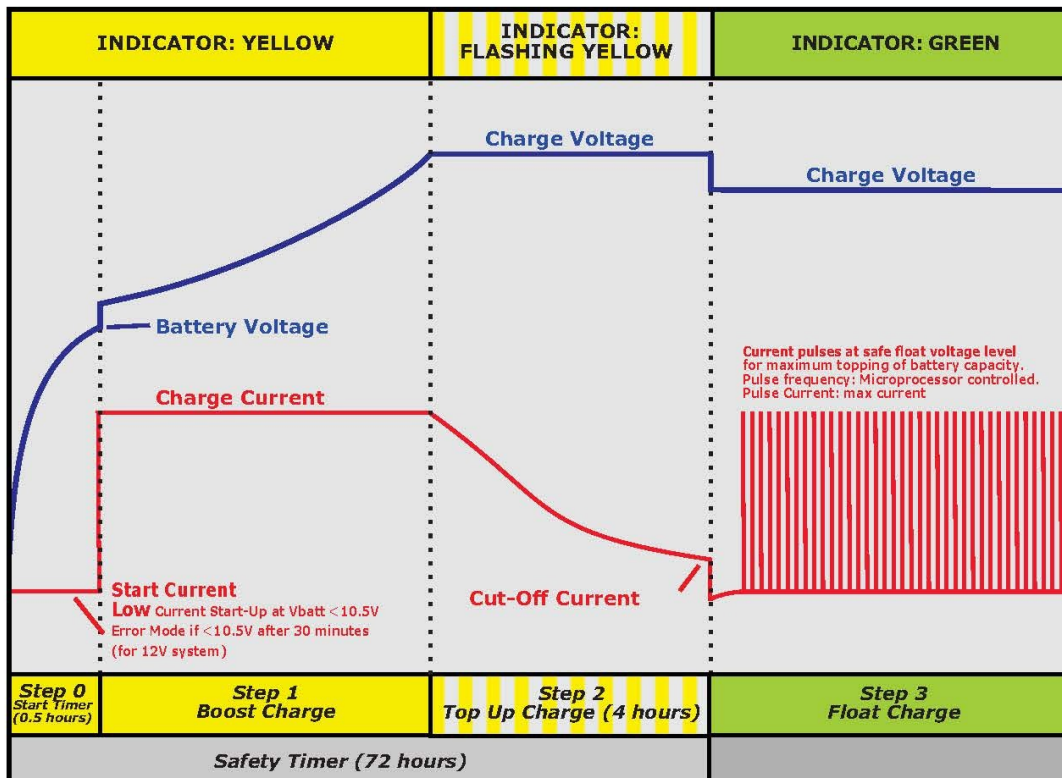 INDICATOR: YELLOW
INDICATOR:
FLASHING YELLOW
INDICATOR: GREEN
Charge Voltage
Charge Voltage
Battery Voltage
Current pulses at safe float voltage level
for maximum topping of battery capacity.
Pulse frequency: Microprocessor controlled.
Pulse Current: max current
Charge Current
Start Current
Low Current Start-Up at Vbatt <10.5V
Error Mode if <10.5V after 30 minutes
(for 12V system)
Cut-Off Current
Step 0
Start Timer
(0.5 hours)
Step 1
Boost Charge
Step 2
Top Up Charge (4 hours)
Step 3
Float Charge
Safety Timer (72 hours)